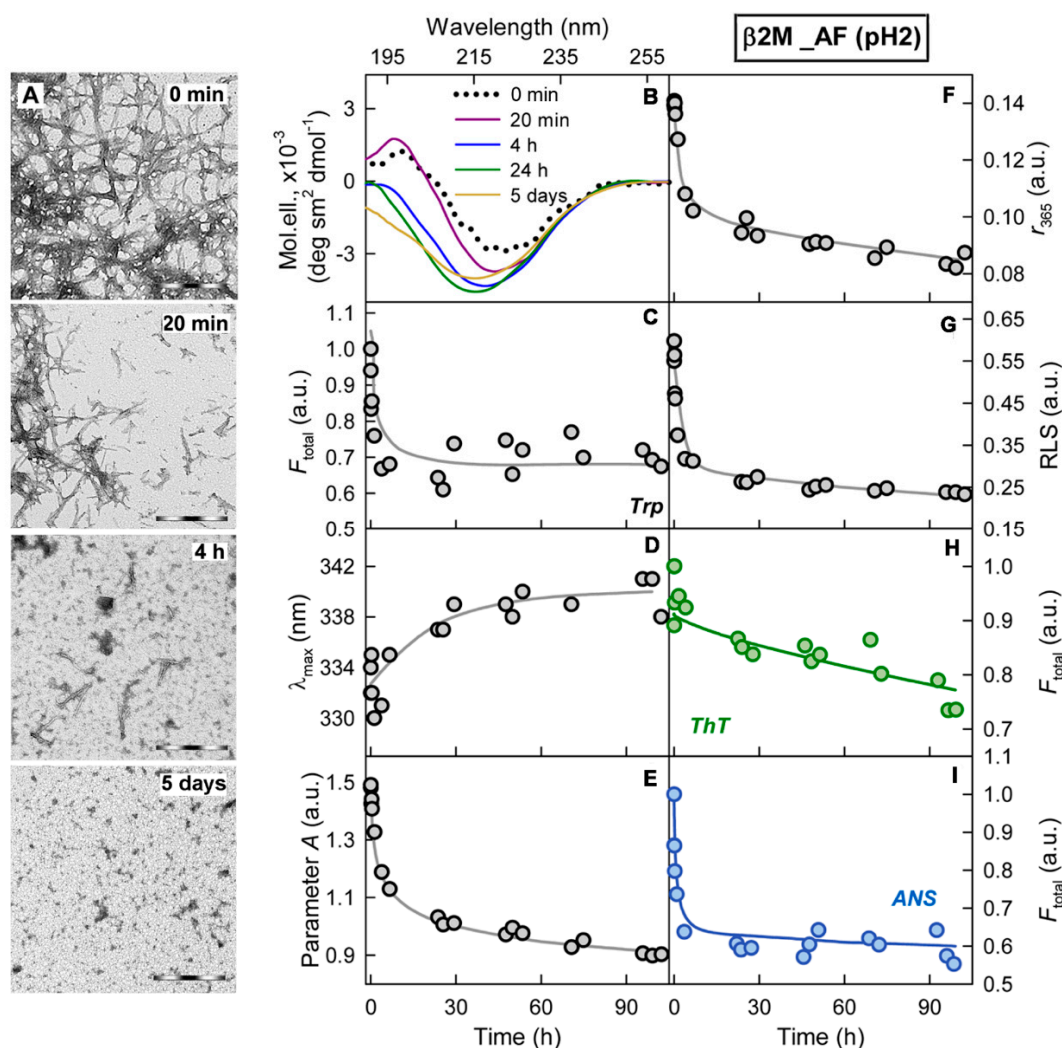 Wavelength (nm)
195 215 235 255
β2M _AF (pH2)
A
0 min
20 min
4 h
5 days
B
Mol.ell., x10⁻³
(deg sm² dmol⁻¹)
3
0
-3
0 min
20 min
4 h
24 h
5 days
F
0.14
0.12
0.10
0.08
r₃₆₅ (a.u.)
C
F_total (a.u.)
1.1
1.0
0.9
0.8
0.7
0.6
0.5
Trp
G
0.65
0.55
0.45
0.35
0.25
0.15
RLS (a.u.)
D
λ_max (nm)
342
338
334
330
H
1.0
0.9
0.8
0.7
F_total (a.u.)
ThT
E
Parameter A (a.u.)
1.5
1.3
1.1
0.9
I
1.1
1.0
0.9
0.8
0.7
0.6
0.5
F_total (a.u.)
ANS
0 30 60 90
Time (h)
0 30 60 90
Time (h)